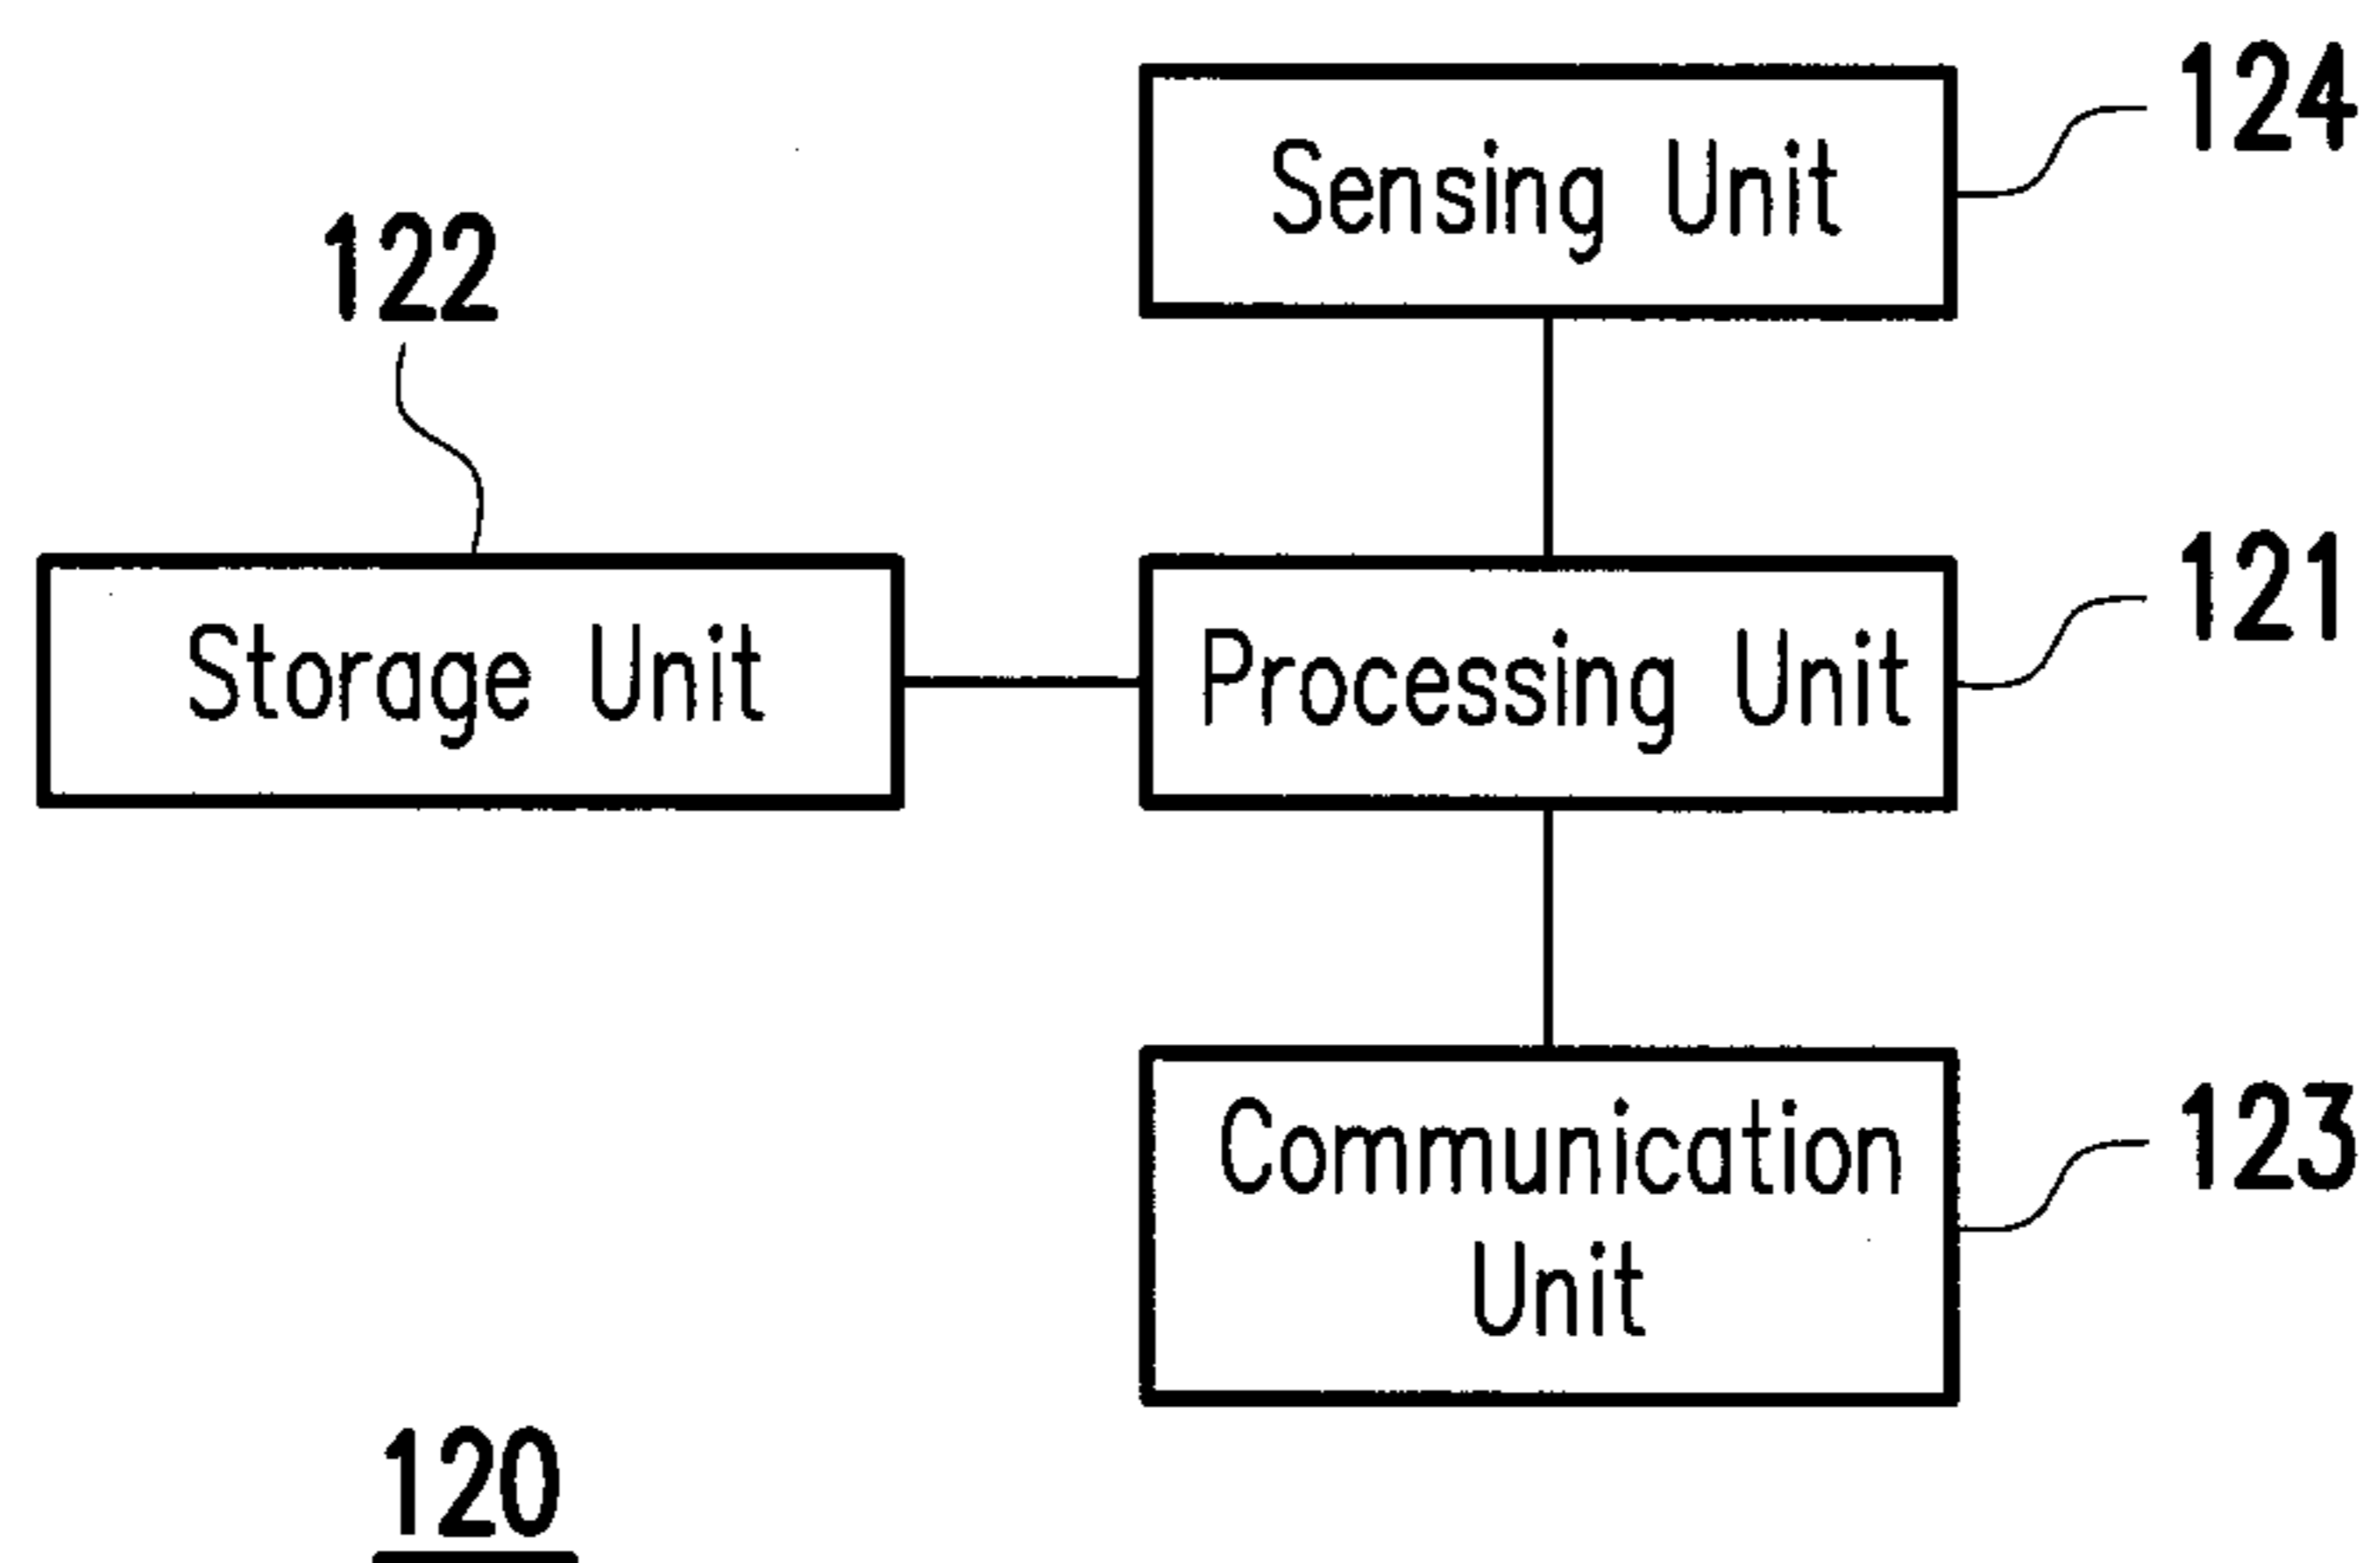 124
Sensing Unit
122
121
Storage Unit
Processing Unit
123
Communication
Unit
120